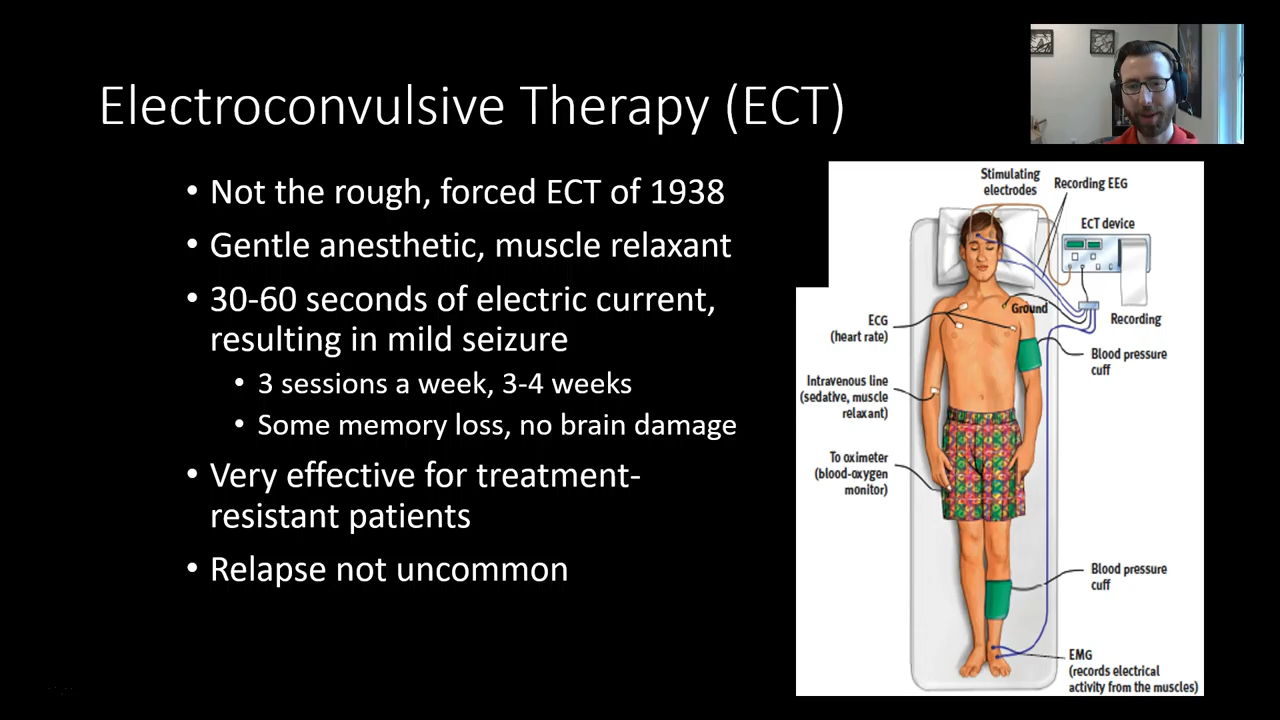 Electroconvulsive Therapy (ECT)
• Not the rough, forced ECT of 1938
• Gentle anesthetic, muscle relaxant
• 30-60 seconds of electric current,
resulting in mild seizure
• 3 sessions a week, 3-4 weeks
• Some memory loss, no brain damage
• Very effective for treatment-
resistant patients
• Relapse not uncommon
Stimulating
electrodes
Recording EEG
ECT device
Ground
Recording
ECG
(heart rate)
Blood pressure
cuff
Intravenous line
(sedative, muscle
relaxant)
To oximeter
(blood-oxygen
monitor)
Blood pressure
cuff
EMG
(records electrical
activity from the muscles)